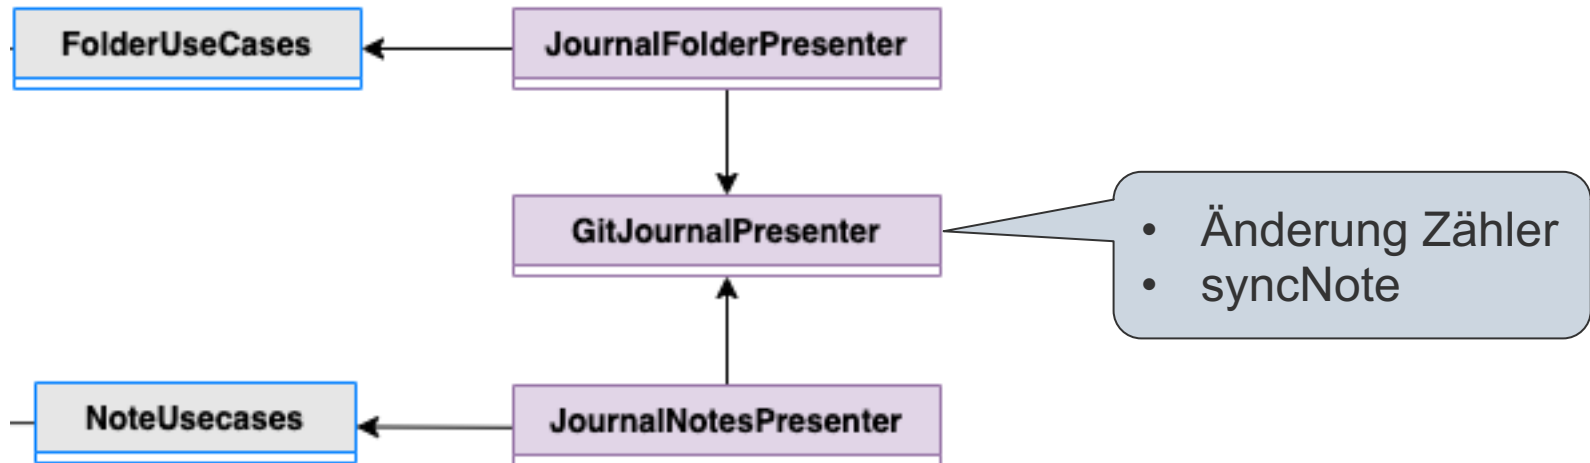 FolderUseCases
JournalFolderPresenter
GitJournalPresenter
• Änderung Zähler
• syncNote
NoteUsecases
JournalNotesPresenter